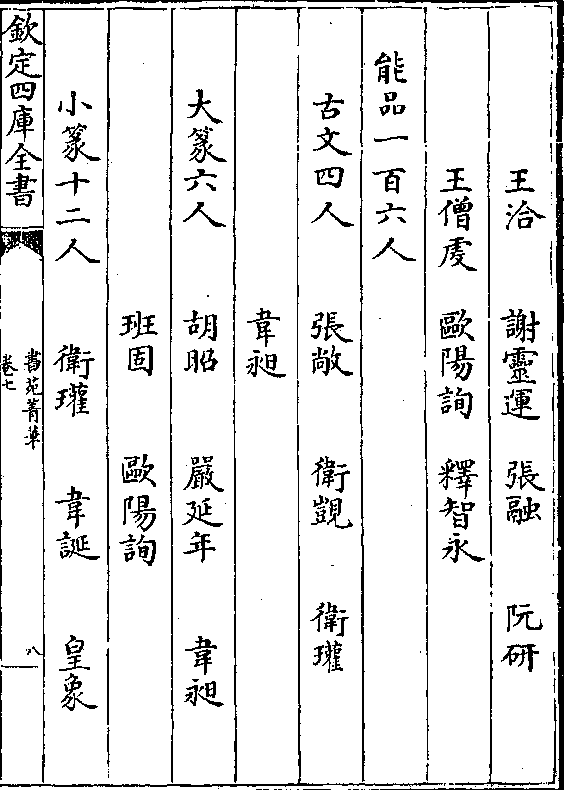 王洽 謝靈運 張融 阮研
王僧虔 歐陽詢 釋智永
能品一百六人
古文四人 張敞 衛覬 衛瓘
韋昶
大篆六人 胡昭 嚴延年 韋昶
班固 歐陽詢
小篆十二人 衛瓘 韋誕 皇象
欽定四庫全書
書苑菁華
卷七
八